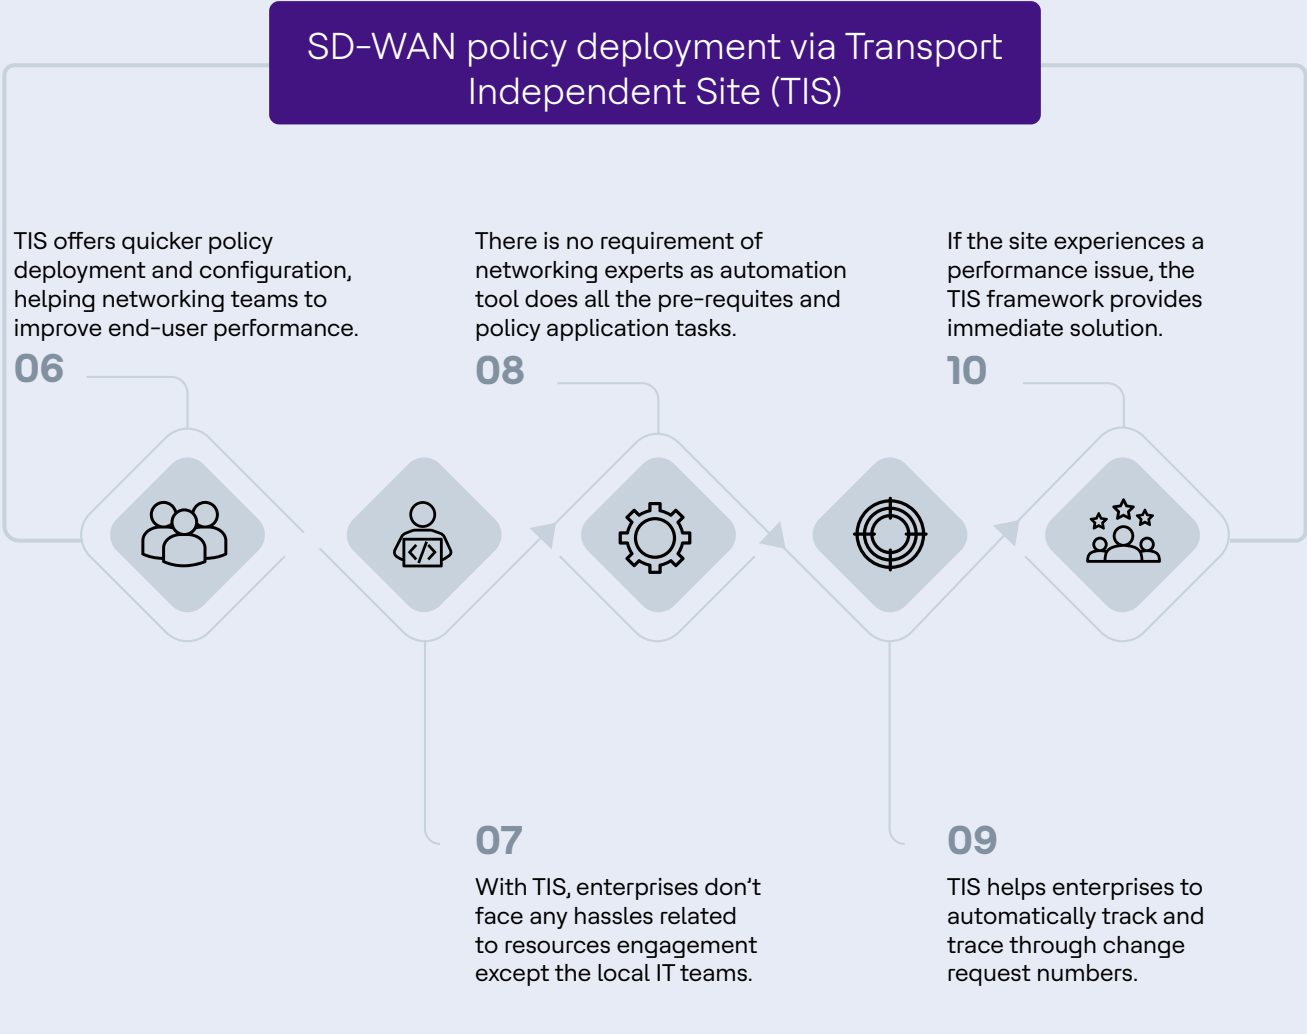 SD-WAN policy deployment via Transport
Independent Site (TIS)
TIS offers quicker policy
deployment and configuration,
helping networking teams to
improve end-user performance.
06
There is no requirement of
networking experts as automation
tool does all the pre-requites and
policy application tasks.
08
If the site experiences a
performance issue, the
TIS framework provides
immediate solution.
10
</>
07
With TIS, enterprises don’t
face any hassles related
to resources engagement
except the local IT teams.
09
TIS helps enterprises to
automatically track and
trace through change
request numbers.